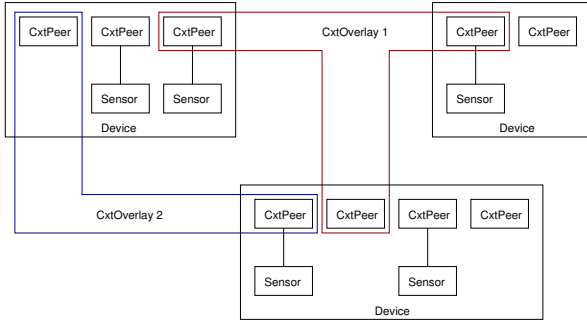 CxtPeer CxtPeer CxtPeer CxtOverlay 1 CxtPeer CxtPeer
Sensor Sensor Sensor
Device Device
CxtOverlay 2 CxtPeer CxtPeer CxtPeer CxtPeer
Sensor Sensor
Device